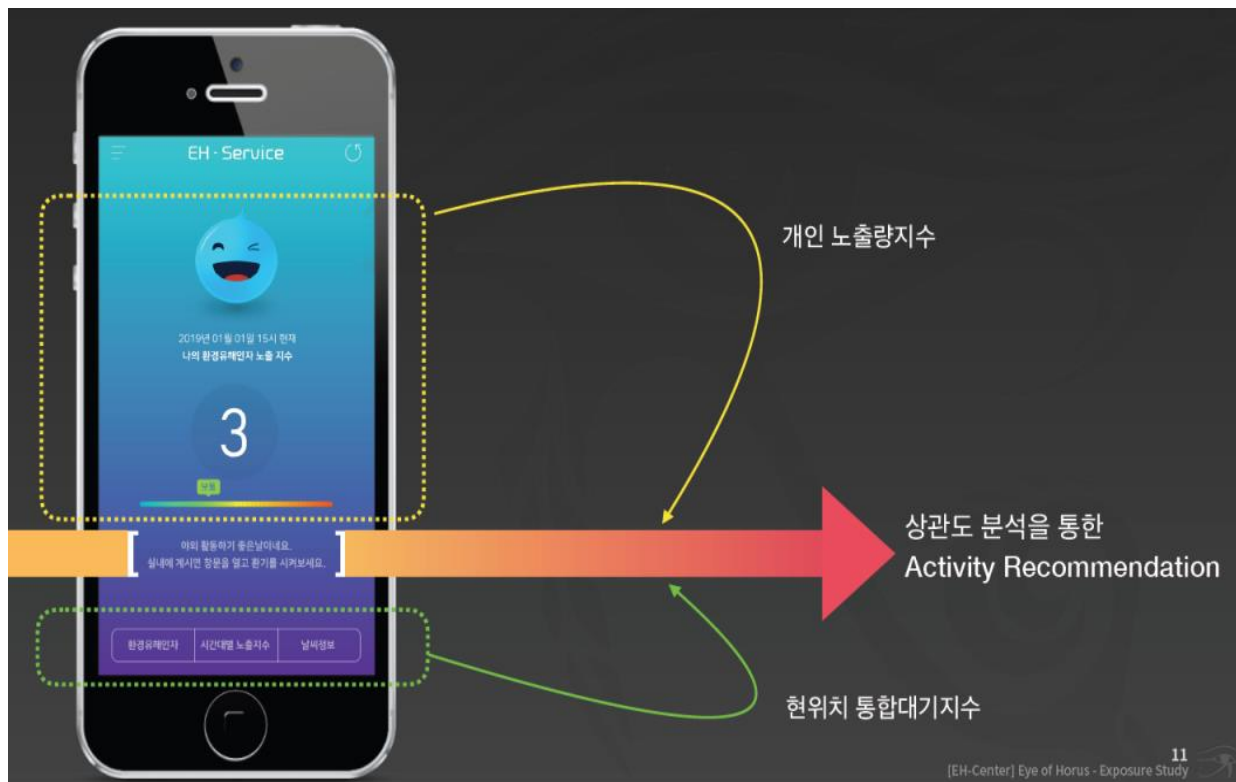 EH - Service
2019년 01월 01일 15시 현재
나의 환경유해인자 노출 지수
3
보통
야외 활동하기 좋은날이네요.
실내에 계시면 창문을 열고 환기를 시켜보세요.
환경유해인자 시간대별 노출지수 날씨정보
개인 노출량지수
상관도 분석을 통한
Activity Recommendation
현위치 통합대기지수
11
[EH-Center] Eye of Horus - Exposure Study